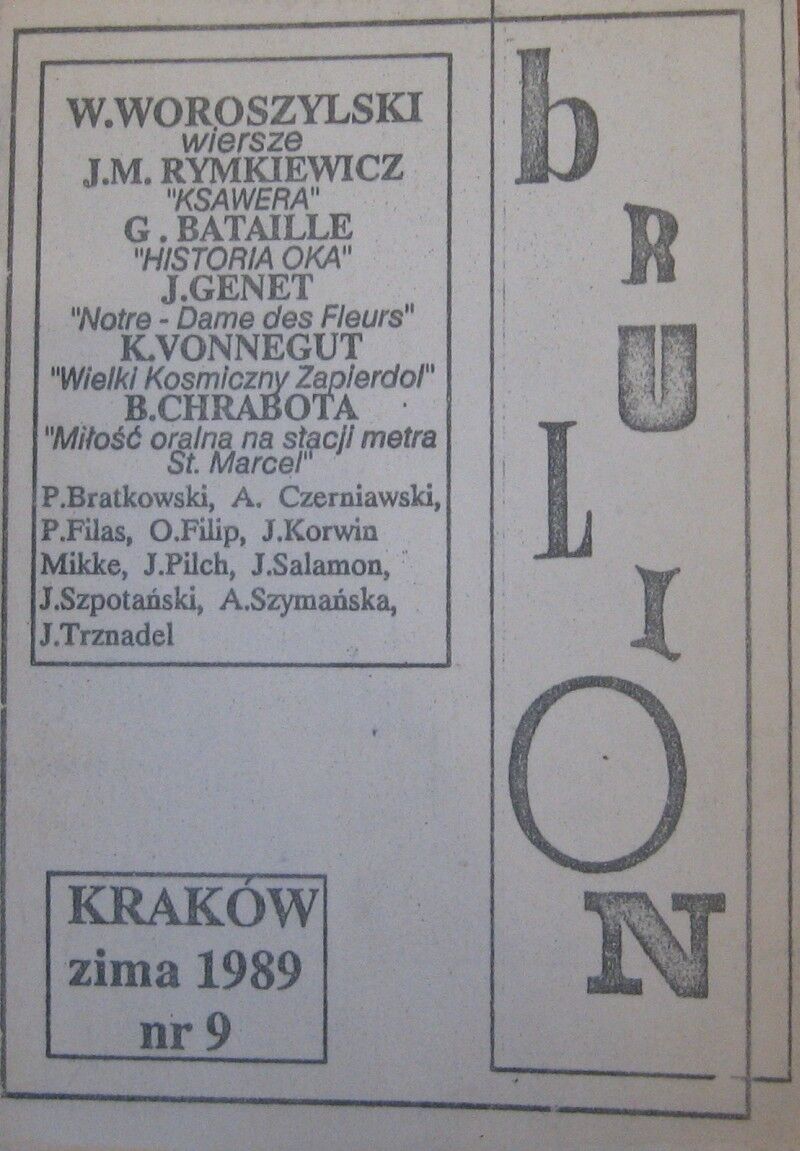 W.WOROSZYLSKI
wiersze
J.M. RYMKIEWICZ
"KSAWERA"
G. BATAILLE
"HISTORIA OKA"
J.GENET
"Notre - Dame des Fleurs"
K.VONNEGUT
"Wielki Kosmiczny Zapierdol"
B.CHRABOTA
"Miłość oralna na stacji metra
St. Marcel"
P.Bratkowski, A. Czerniawski,
P.Filas, O.Filip, J.Korwin
Mikke, J.Pilch, J.Salamon,
J.Szpotański, A.Szymańska,
J.Trznadel
bRULION
KRAKÓW
zima 1989
nr 9